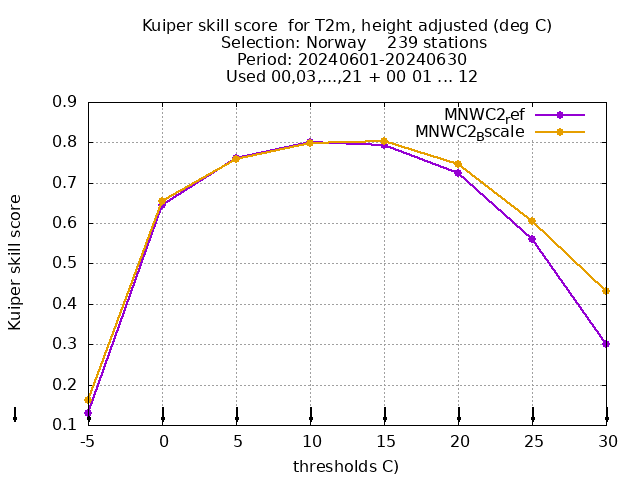 Kuiper skill score  for T2m, height adjusted (deg C)
Selection: Norway    239 stations
Period: 20240601-20240630
Used 00,03,...,21 + 00 01 ... 12
MNWC2ref
MNWC2Bscale
0.9
0.8
0.7
0.6
0.5
0.4
0.3
0.2
0.1
Kuiper skill score
-5 0 5 10 15 20 25 30
thresholds C)